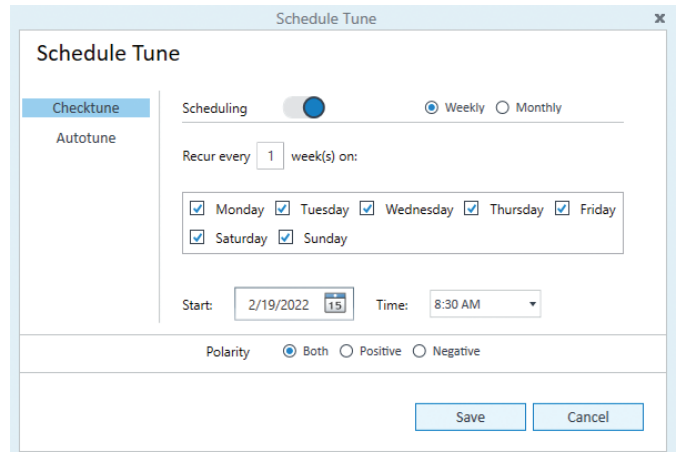 Schedule Tune x
Schedule Tune
Checktune
Autotune
Scheduling Weekly Monthly
Recur every 1 week(s) on:
Monday Tuesday Wednesday Thursday Friday
Saturday Sunday
Start: 2/19/2022 15 Time: 8:30 AM
Polarity Both Positive Negative
Save Cancel